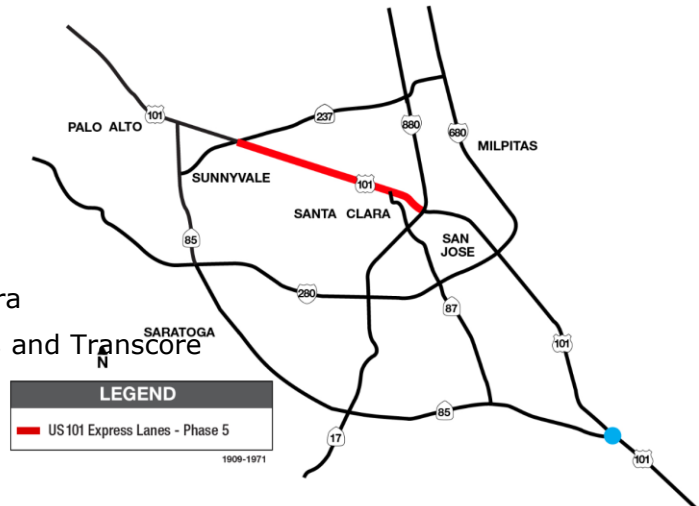 101
PALO ALTO
237
880
680
MILPITAS
SUNNYVALE
101
SANTA CLARA
SAN
JOSE
85
280
87
ra
SARATOGA
and Transcore
N
101
LEGEND
US 101 Express Lanes - Phase 5
85
17
101
1909-1971